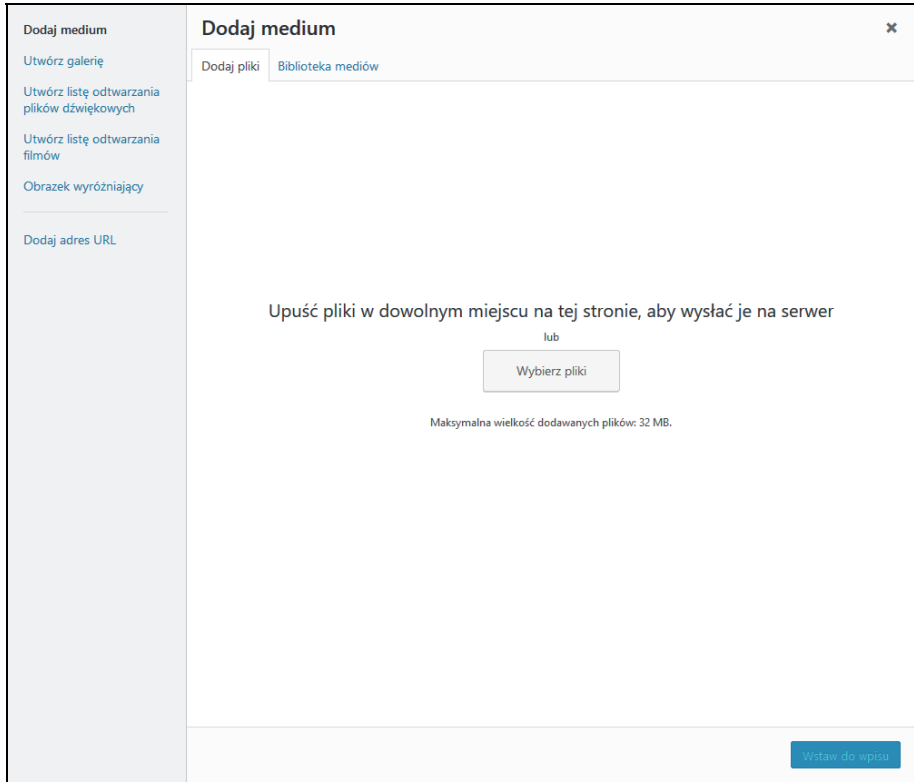 Dodaj medium
Utwórz galerię
Utwórz listę odtwarzania
plików dźwiękowych
Utwórz listę odtwarzania
filmów
Obrazek wyróżniający
Dodaj adres URL
Dodaj medium
Dodaj pliki
Biblioteka mediów
Upuść pliki w dowolnym miejscu na tej stronie, aby wysłać je na serwer
lub
Wybierz pliki
Maksymalna wielkość dodawanych plików: 32 MB.
Wstaw do wpisu